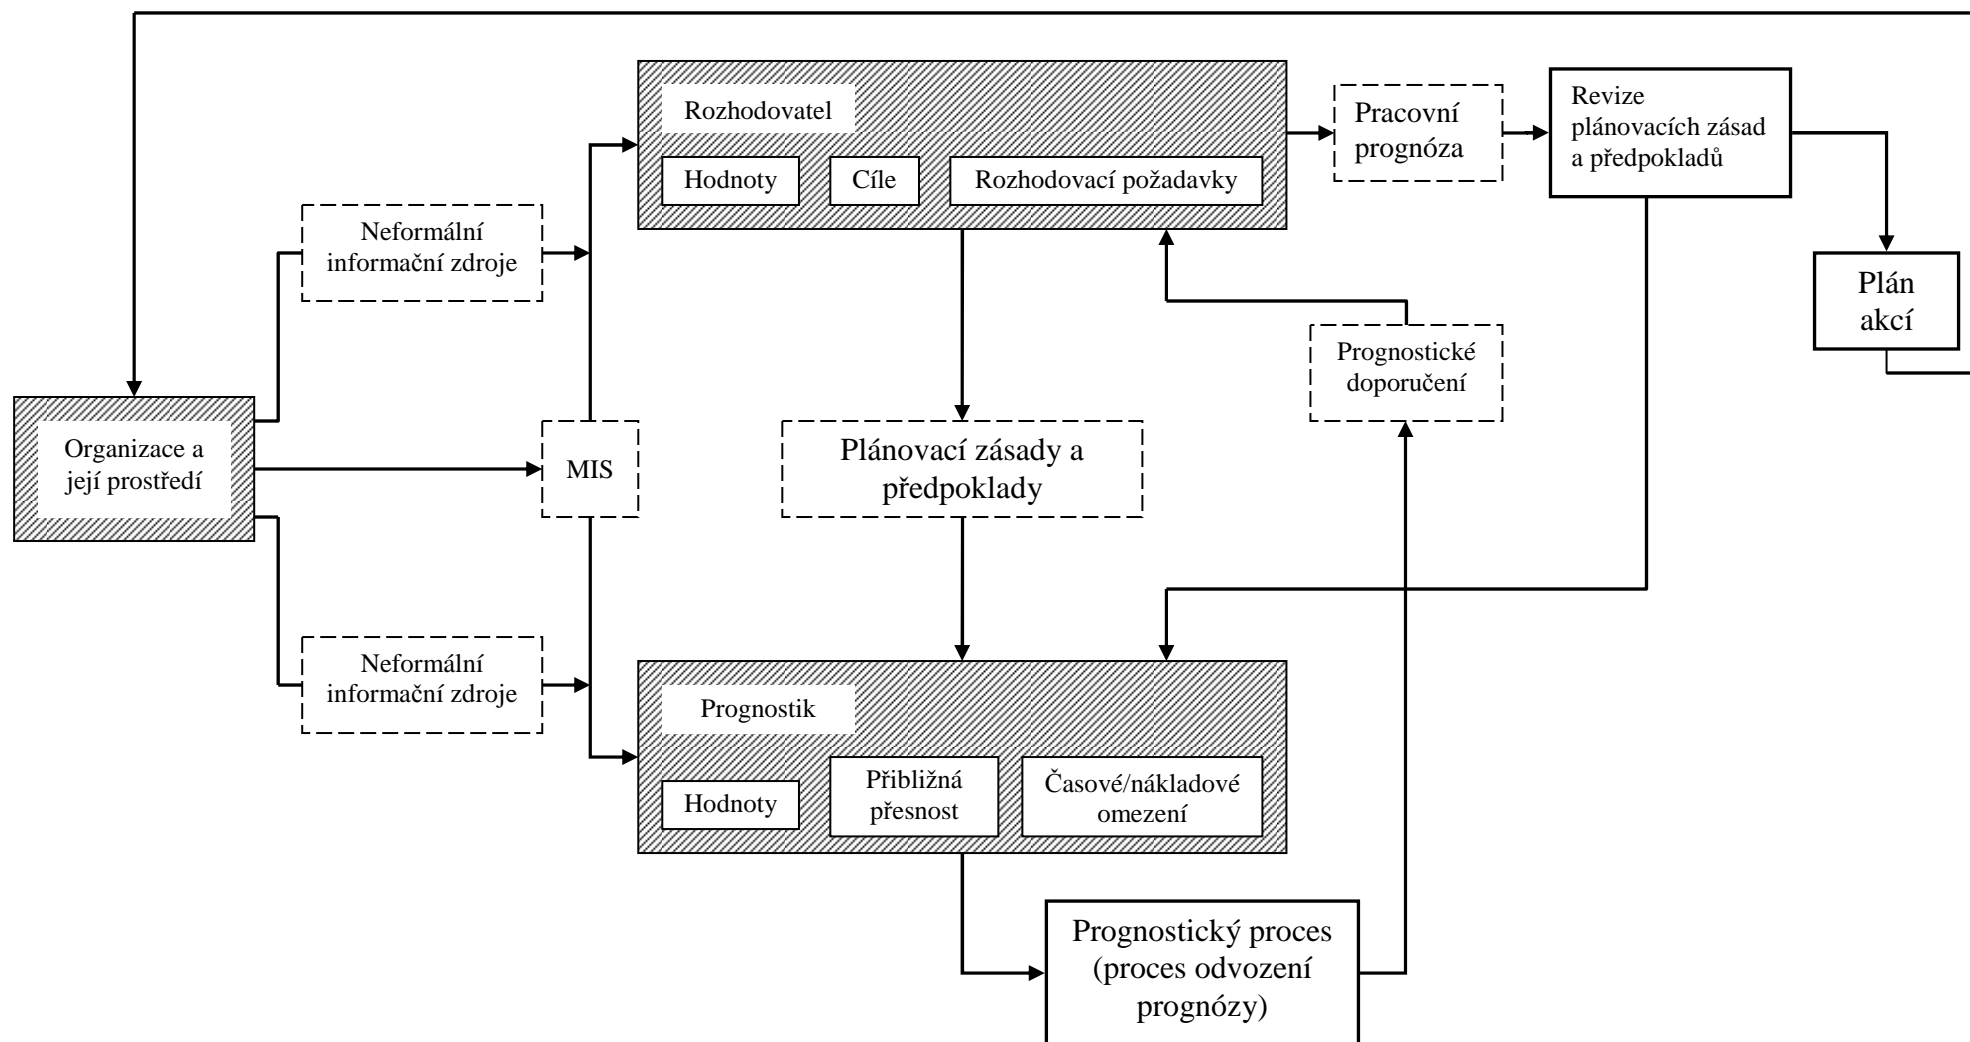 Rozhodovatel
Hodnoty
Cíle
Rozhodovací požadavky
Pracovní
prognóza
Revize
plánovacích zásad
a předpokladů
Neformální
informační zdroje
Plán
akcí
Prognostické
doporučení
Organizace a
její prostředí
MIS
Plánovací zásady a
předpoklady
Neformální
informační zdroje
Prognostik
Hodnoty
Přibližná
přesnost
Časové/nákladové
omezení
Prognostický proces
(proces odvození
prognózy)